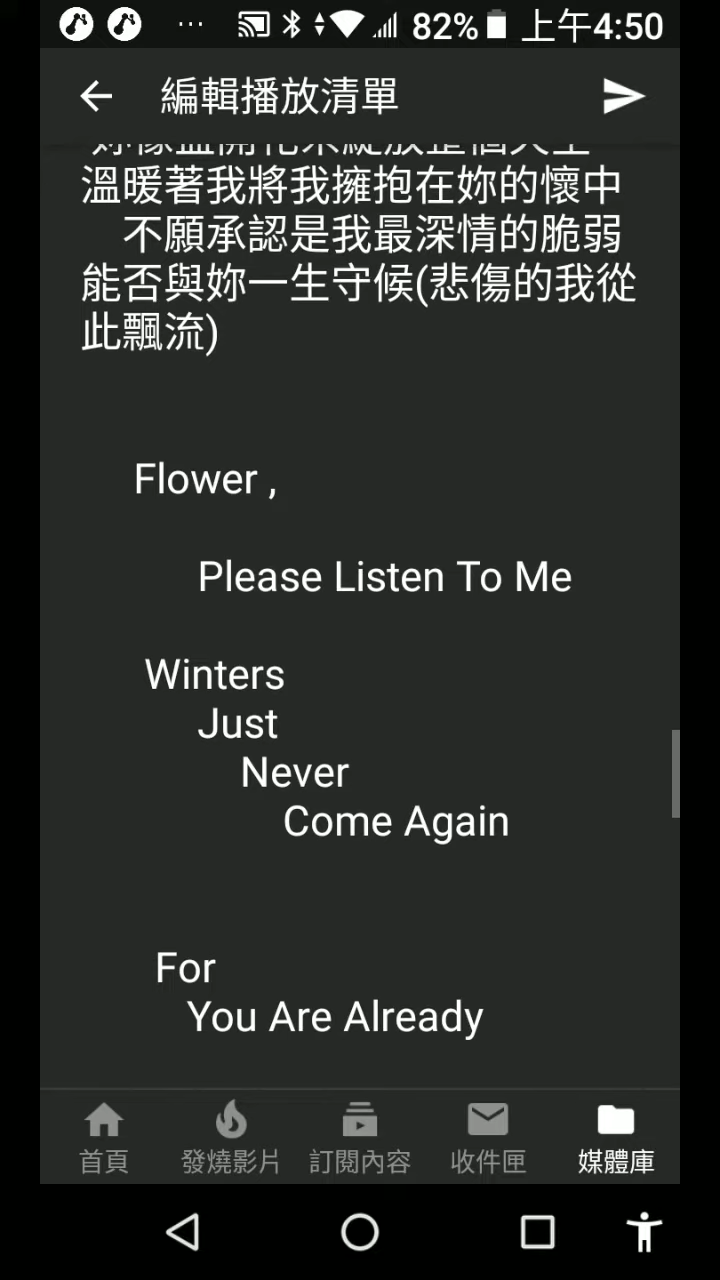 82% 上午4:50
編輯播放清單
溫暖著我將我擁抱在妳的懷中
不願承認是我最深情的脆弱
能否與妳一生守候(悲傷的我從
此飄流)
Flower ,
Please Listen To Me
Winters
Just
Never
Come Again
For
You Are Already
首頁 發燒影片 訂閱內容 收件匣 媒體庫